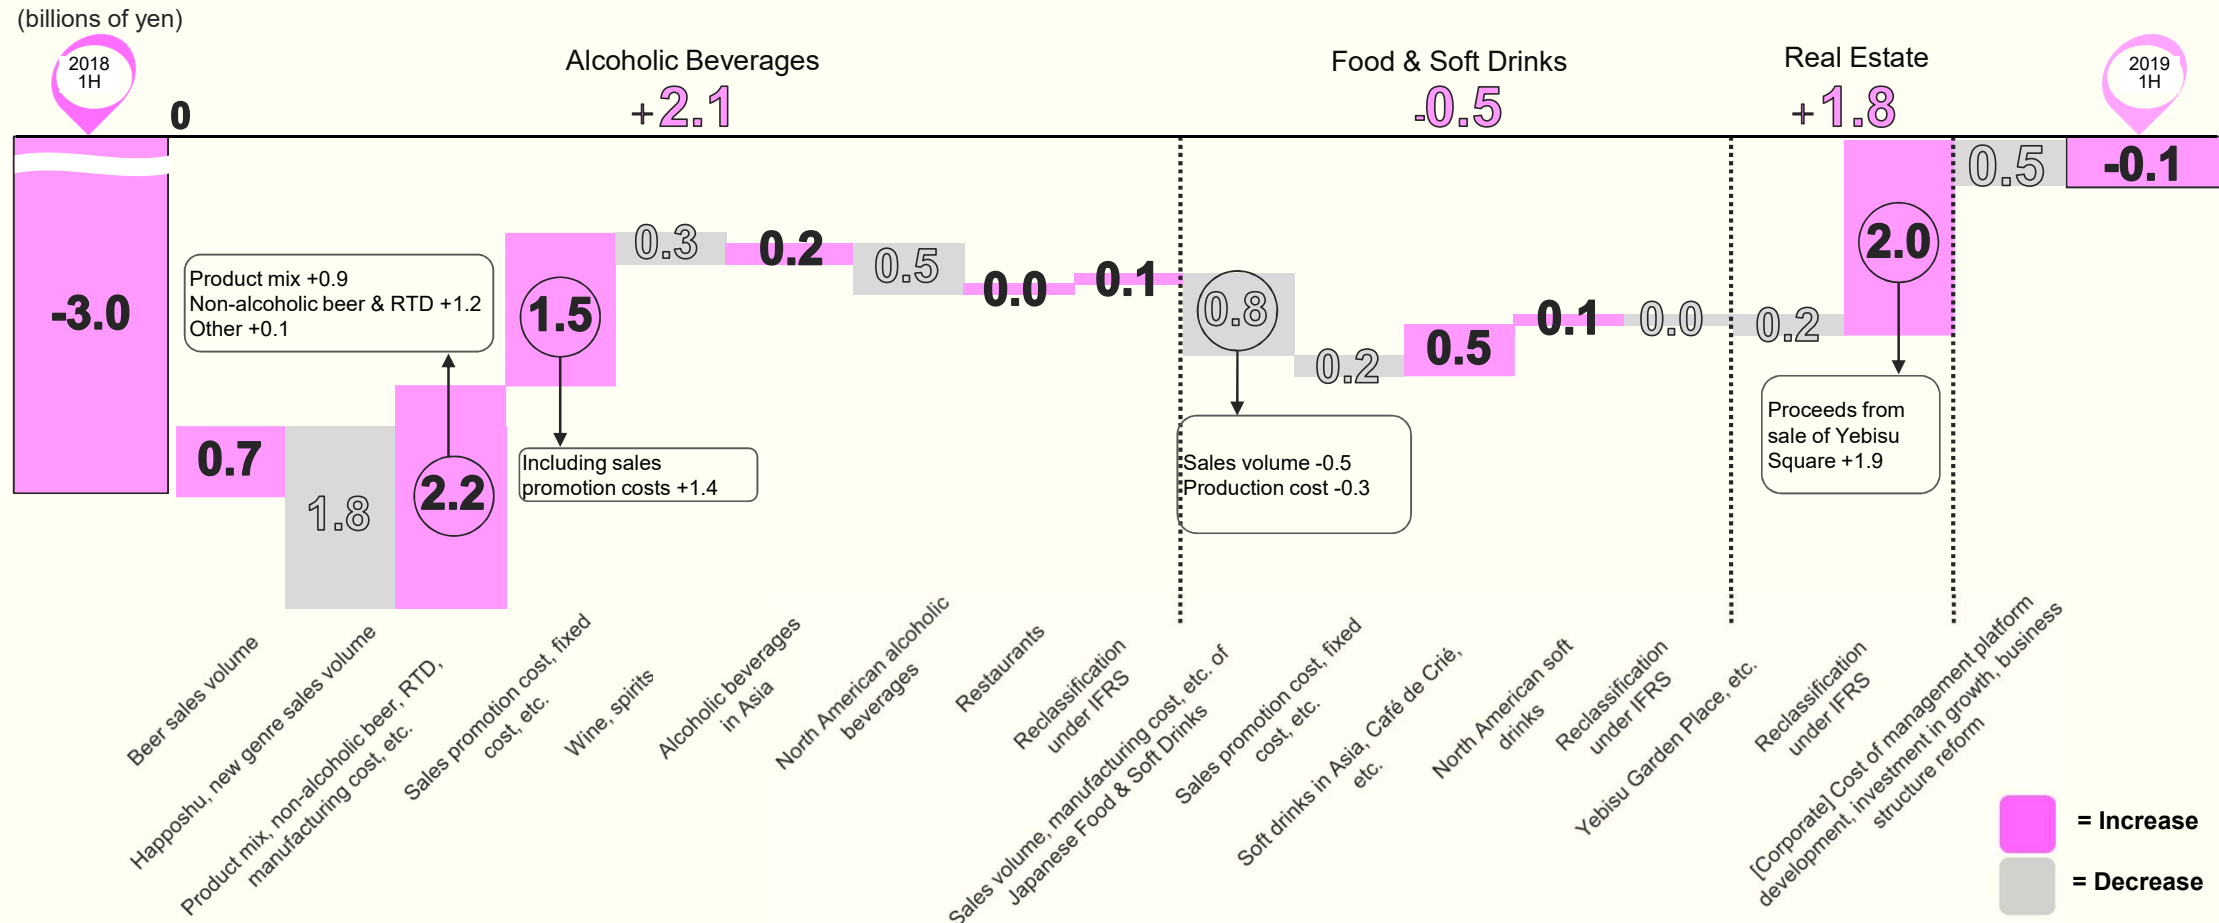 (billions of yen)
2018
1H
0
Alcoholic Beverages
+2.1
Food & Soft Drinks
-0.5
Real Estate
+1.8
2019
1H
-3.0
0.7
1.8
2.2
1.5
0.3
0.2
0.5
0.0
0.1
0.8
0.2
0.5
0.1
0.0
0.2
2.0
0.5
-0.1
Product mix +0.9
Non-alcoholic beer & RTD +1.2
Other +0.1
Including sales
promotion costs +1.4
Sales volume -0.5
Production cost -0.3
Proceeds from
sale of Yebisu
Square +1.9
Beer sales volume
Happoshu, new genre sales volume
Product mix, non-alcoholic beer, RTD,
manufacturing cost, etc.
Sales promotion cost, fixed
cost, etc.
Wine, spirits
Alcoholic beverages
in Asia
North American alcoholic
beverages
Restaurants
Reclassification
under IFRS
Sales volume, manufacturing cost, etc. of
Japanese Food & Soft Drinks
Sales promotion cost, fixed
cost, etc.
Soft drinks in Asia, Café de Crié,
etc.
North American soft
drinks
Reclassification
under IFRS
Yebisu Garden Place, etc.
Reclassification
under IFRS
[Corporate] Cost of management platform
development, investment in growth, business
structure reform
= Increase
= Decrease